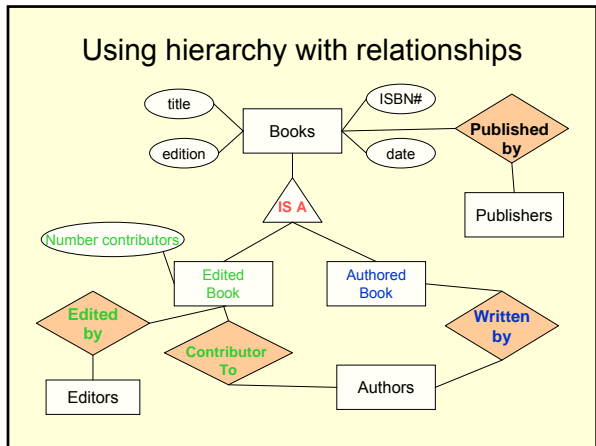 Using hierarchy with relationships
title
ISBN#
Books
Published
by
edition
date
IS A
Publishers
Number contributors
Edited
Book
Authored
Book
Edited
by
Written
by
Contributor
To
Authors
Editors